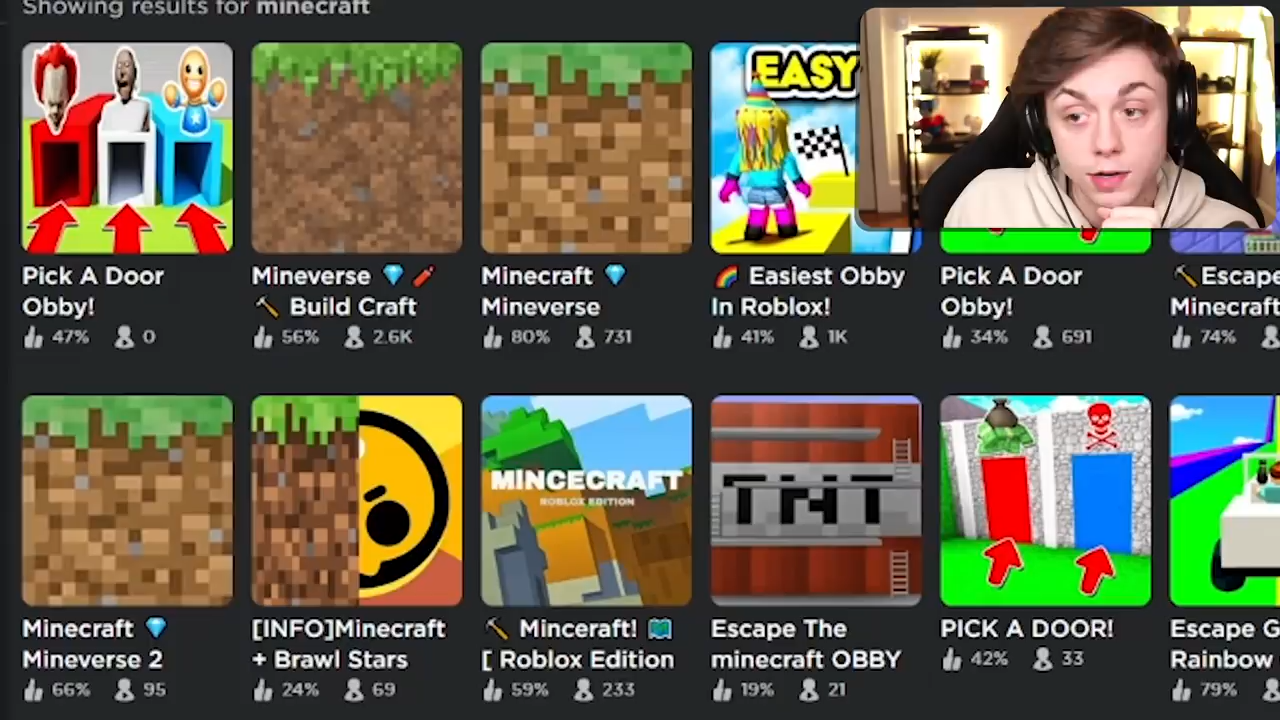 Showing results for minecraft
EASY
Pick A Door
Obby!
47% 0
Mineverse 💎 🧨
⛏️ Build Craft
56% 2.6K
Minecraft 💎
Mineverse
80% 731
🌈 Easiest Obby
In Roblox!
41% 1K
Pick A Door
Obby!
34% 691
⛏️Escape
Minecraft
74%
MINCECRAFT
ROBLOX EDITION
TNT
Minecraft 💎
Mineverse 2
66% 95
[INFO]Minecraft
+ Brawl Stars
24% 69
⛏️ Minceraft! 🗺️
[ Roblox Edition
59% 233
Escape The
minecraft OBBY
19% 21
PICK A DOOR!
42% 33
Escape G
Rainbow
79%